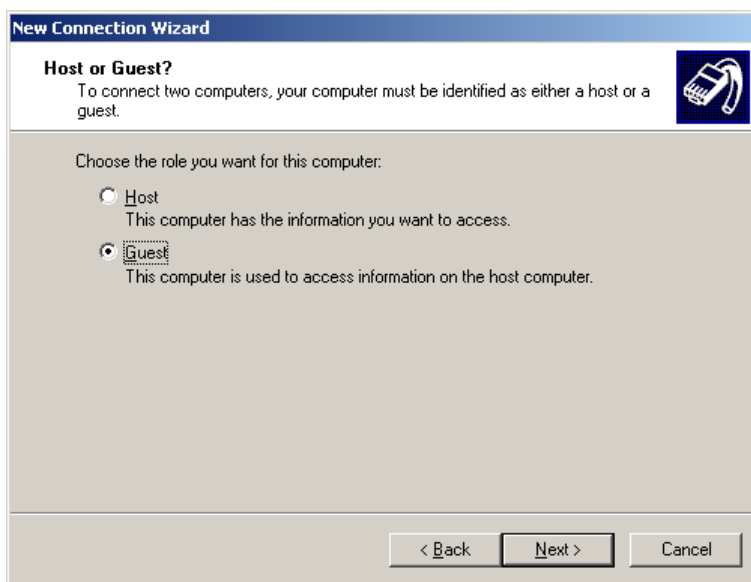 New Connection Wizard
Host or Guest?
To connect two computers, your computer must be identified as either a host or a
guest.
Choose the role you want for this computer:
Host
This computer has the information you want to access.
Guest
This computer is used to access information on the host computer.
< Back Next > Cancel